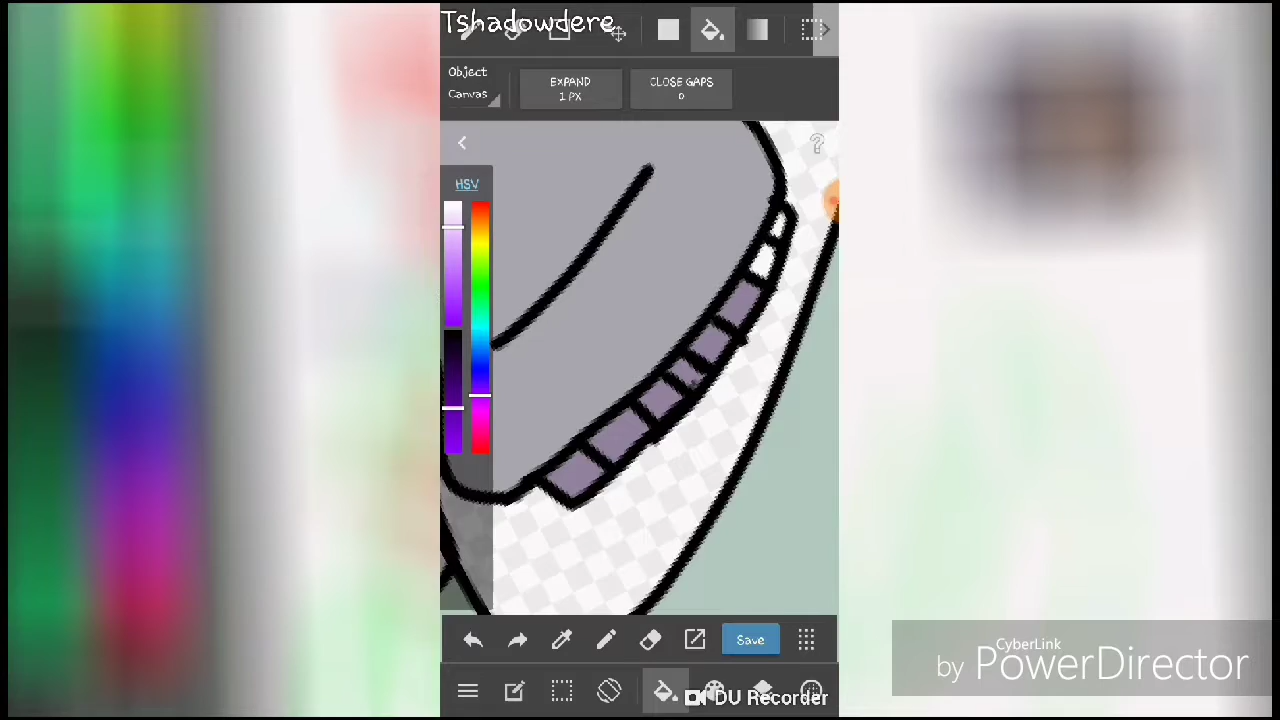 Tshadowdere
Object
Canvas
EXPAND
1 PX
CLOSE GAPS
0
HSV
Save
DU Recorder
CyberLink
by PowerDirector